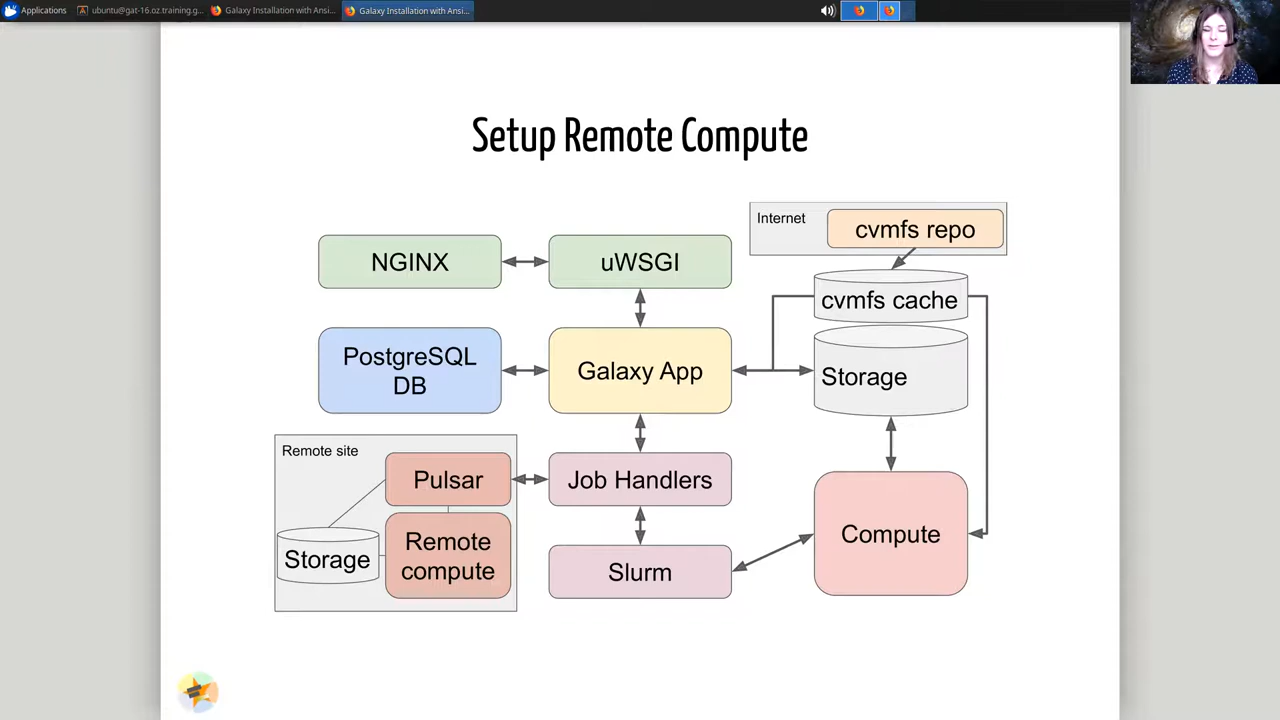 Applications
ubuntu@gat-16.oz.training.g...
Galaxy Installation with Ansi...
Galaxy Installation with Ansi...
Setup Remote Compute
Internet
cvmfs repo
NGINX
uWSGI
cvmfs cache
PostgreSQL
DB
Galaxy App
Storage
Remote site
Pulsar
Job Handlers
Storage
Remote
compute
Slurm
Compute